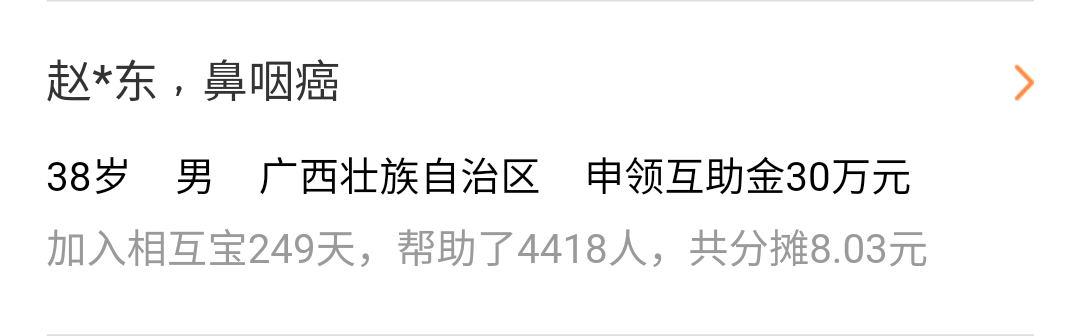 赵*东，鼻咽癌
38岁 男 广西壮族自治区 申领互助金30万元
加入相互宝249天，帮助了4418人，共分摊8.03元